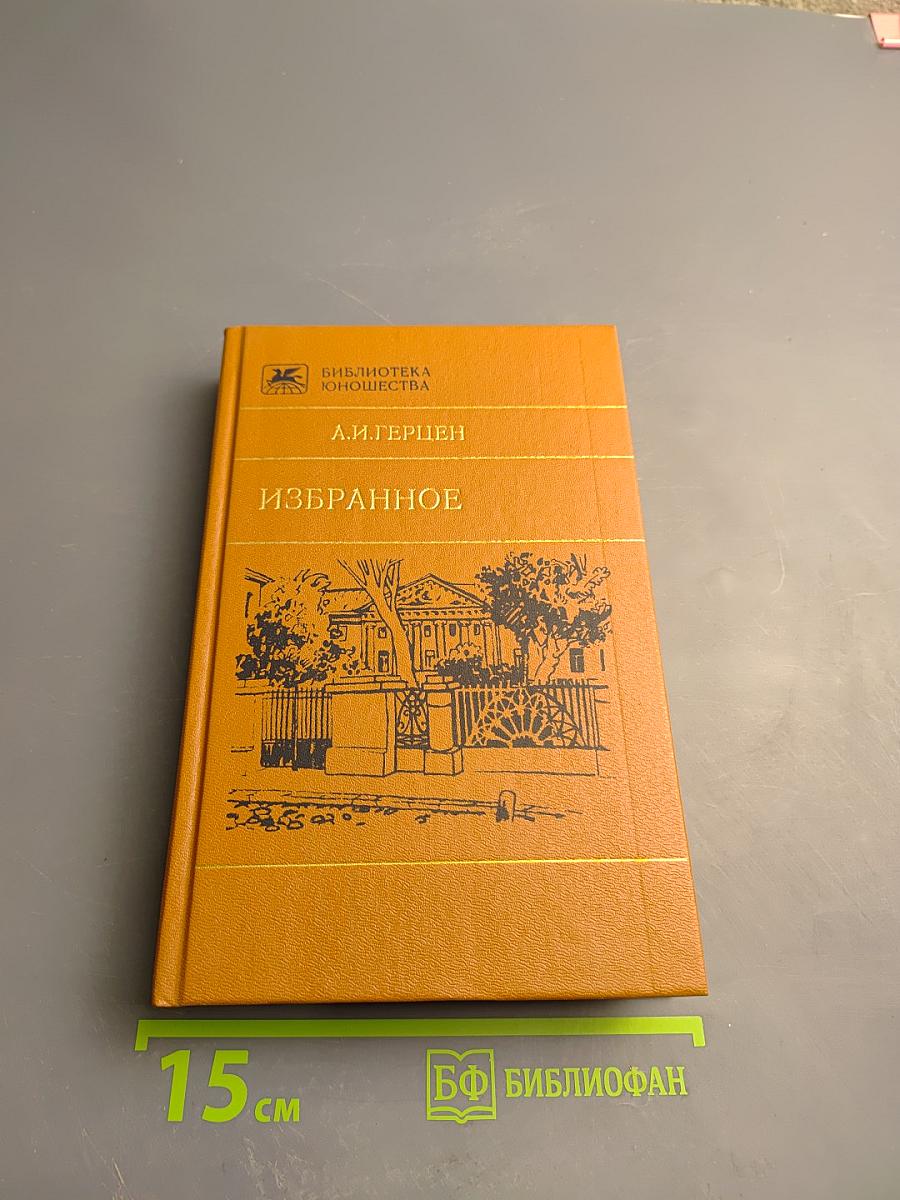 БИБЛИОТЕКА
ЮНОШЕСТВА
А.И.ГЕРЦЕН
ИЗБРАННОЕ
15 см
БФ БИБЛИОФАН